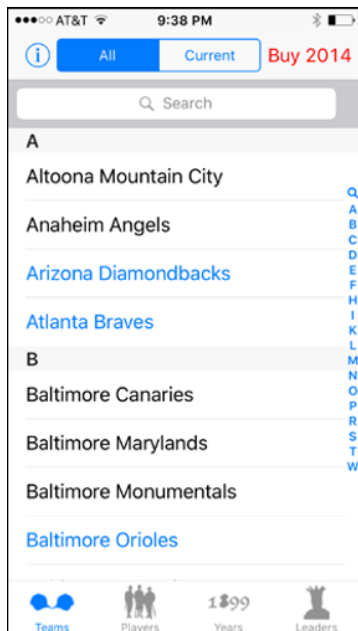 AT&T 9:38 PM
All Current Buy 2014
Search
A
Altoona Mountain City
Anaheim Angels
Arizona Diamondbacks
Atlanta Braves
B
Baltimore Canaries
Baltimore Marylands
Baltimore Monumentals
Baltimore Orioles
A
B
C
D
E
F
H
I
K
L
M
N
O
P
R
S
T
W
1899
Teams Players Years Leaders